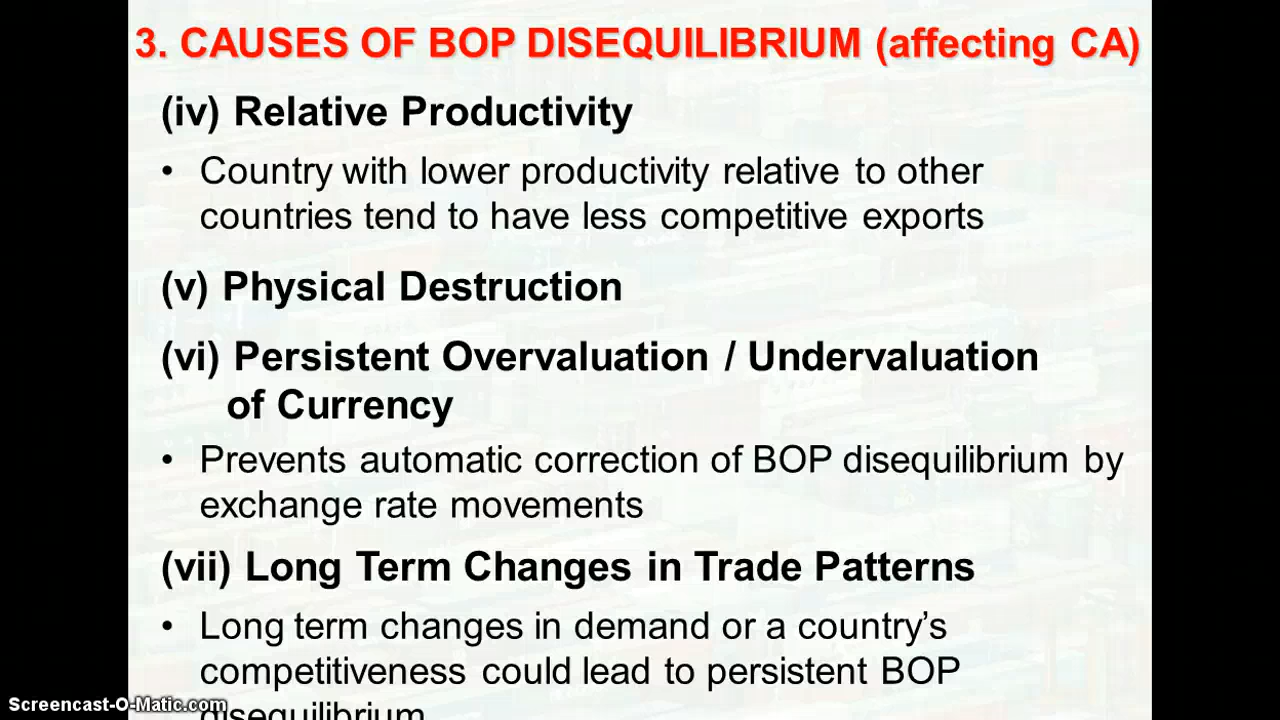 3. CAUSES OF BOP DISEQUILIBRIUM (affecting CA)
(iv) Relative Productivity
• Country with lower productivity relative to other
countries tend to have less competitive exports
(v) Physical Destruction
(vi) Persistent Overvaluation / Undervaluation
of Currency
• Prevents automatic correction of BOP disequilibrium by
exchange rate movements
(vii) Long Term Changes in Trade Patterns
• Long term changes in demand or a country's
competitiveness could lead to persistent BOP
disequilibrium
Screencast-O-Matic.com